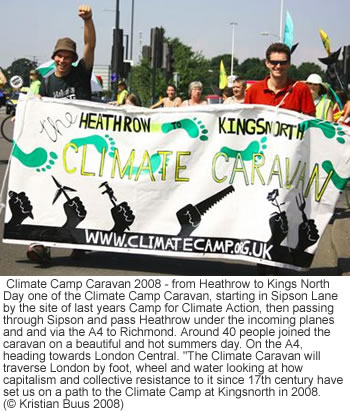 the HEATHROW to KINGSNORTH
CLIMATE CARAVAN
WWW.CLIMATECAMP.ORG.UK
Climate Camp Caravan 2008 - from Heathrow to Kings North
Day one of the Climate Camp Caravan, starting in Sipson Lane
by the site of last years Camp for Climate Action, then passing
through Sipson and pass Heathrow under the incoming planes
and and via the A4 to Richmond. Around 40 people joined the
caravan on a beautiful and hot summers day. On the A4,
heading towards London Central. "The Climate Caravan will
traverse London by foot, wheel and water looking at how
capitalism and collective resistance to it since 17th century have
set us on a path to the Climate Camp at Kingsnorth in 2008.
(© Kristian Buus 2008)